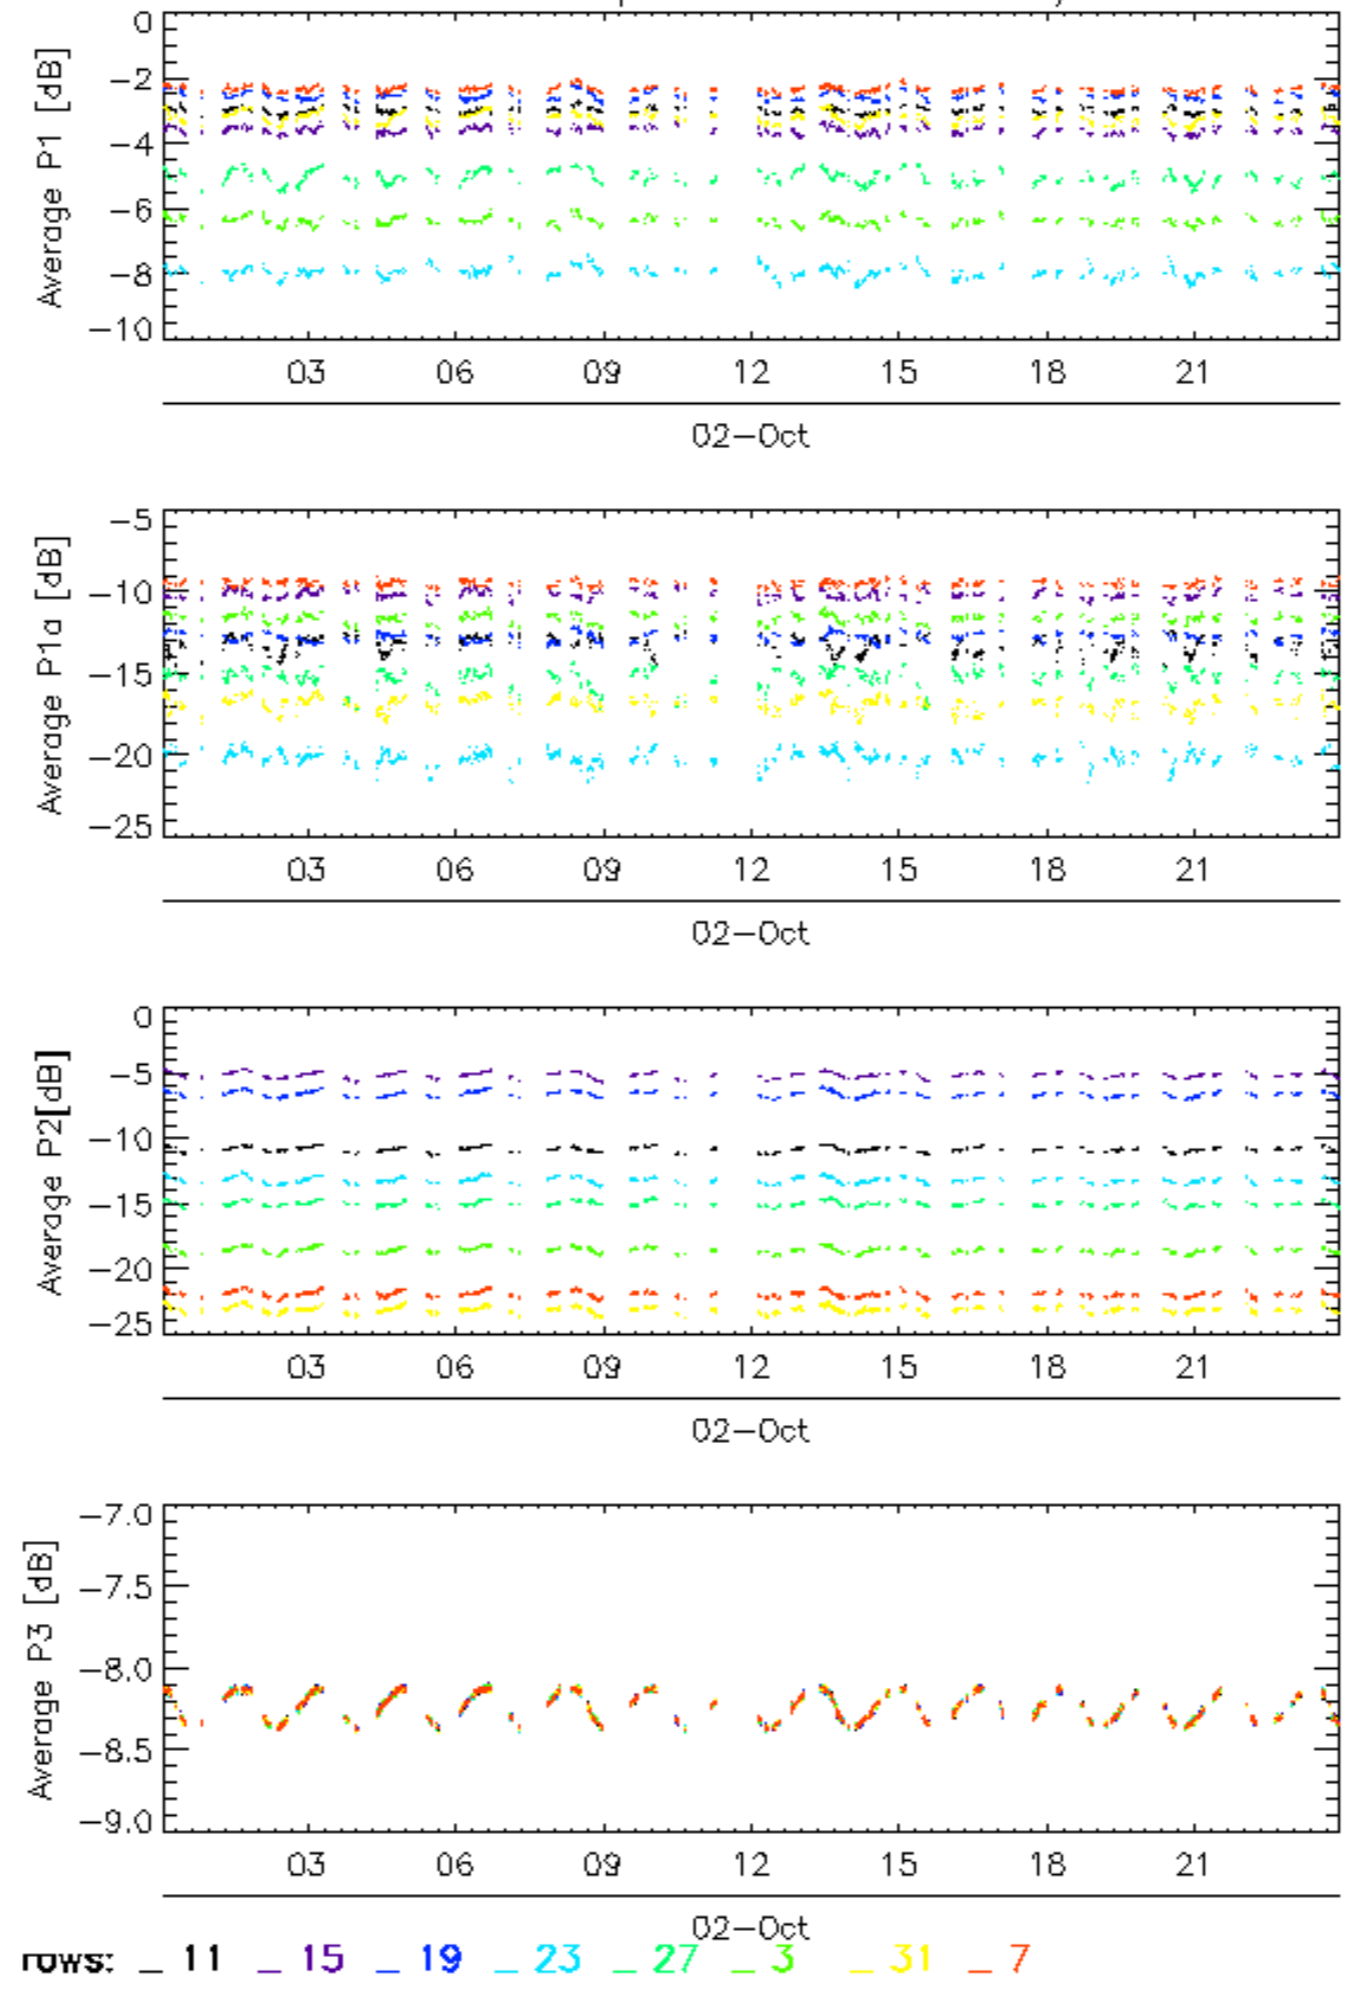 0
−2
−4
−6
−8
−10
Average P1 [dB]
03 06 09 12 15 18 21
02−Oct
−5
−10
−15
−20
−25
Average P1a [dB]
03 06 09 12 15 18 21
02−Oct
0
−5
−10
−15
−20
−25
Average P2[dB]
03 06 09 12 15 18 21
02−Oct
−7.0
−7.5
−8.0
−8.5
−9.0
Average P3 [dB]
03 06 09 12 15 18 21
02−Oct
rows: _ 11 _ 15 _ 19 _ 23 _ 27 _ 3 _ 31 _ 7